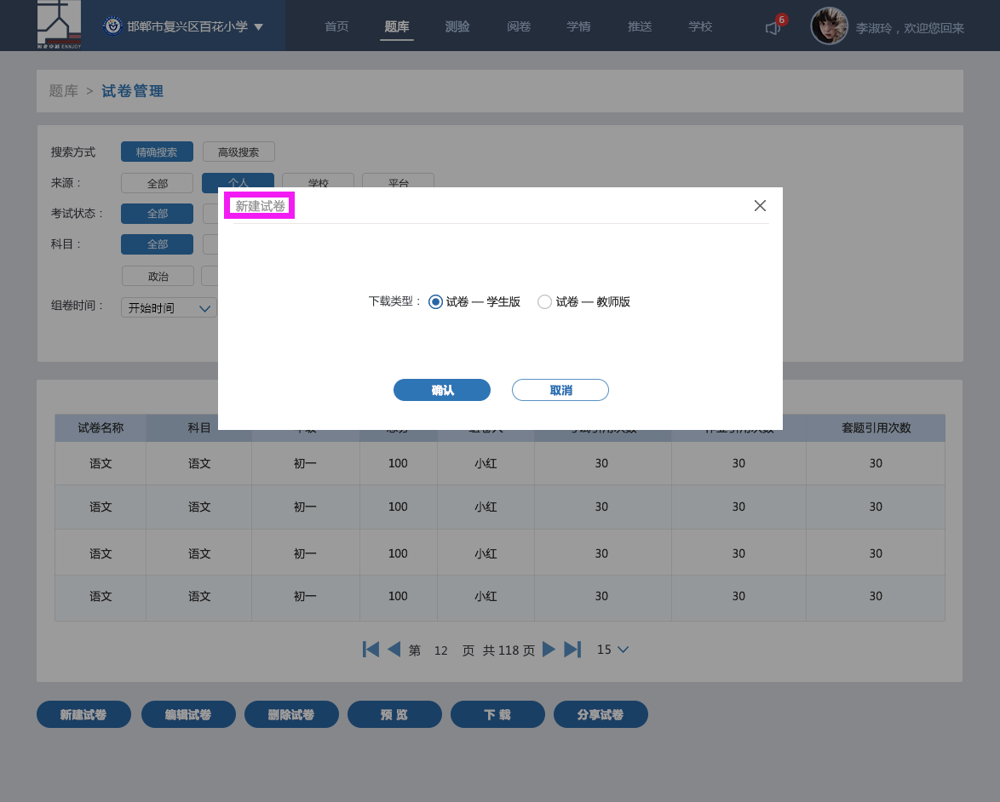 邯郸市复兴区百花小学 首页 题库 测验 阅卷 学情 推送 学校 6 李淑玲，欢迎您回来
题库 > 试卷管理
搜索方式 精确搜索 高级搜索
来源： 全部 个人 学校 平台
考试状态： 全部
科目： 全部
政治
组卷时间： 开始时间
新建试卷
下载类型： 试卷 — 学生版 试卷 — 教师版
确认 取消
试卷名称 科目 套题引用次数
语文 语文 初一 100 小红 30 30 30
语文 语文 初一 100 小红 30 30 30
语文 语文 初一 100 小红 30 30 30
语文 语文 初一 100 小红 30 30 30
第 12 页 共 118 页 15
新建试卷 编辑试卷 删除试卷 预 览 下 载 分享试卷